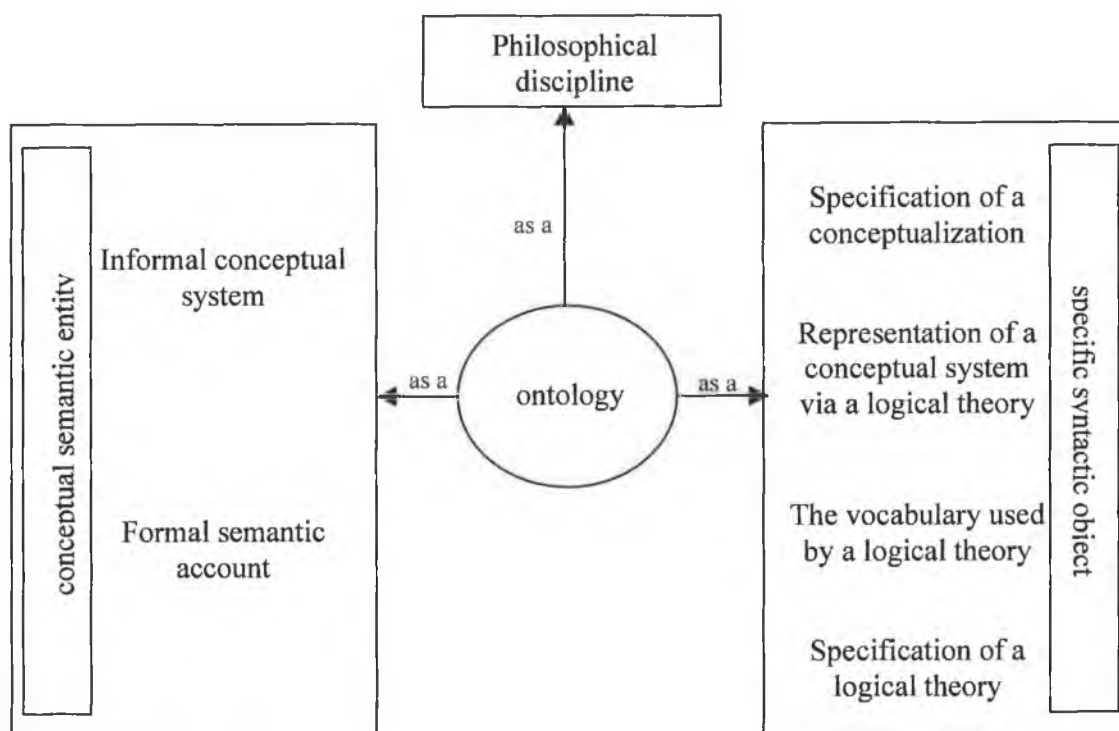 Philosophical
discipline
as a
conceptual semantic entity
Informal conceptual
system
Formal semantic
account
as a
ontology
as a
Specification of a
conceptualization
Representation of a
conceptual system
via a logical theory
The vocabulary used
by a logical theory
Specification of a
logical theory
specific syntactic object